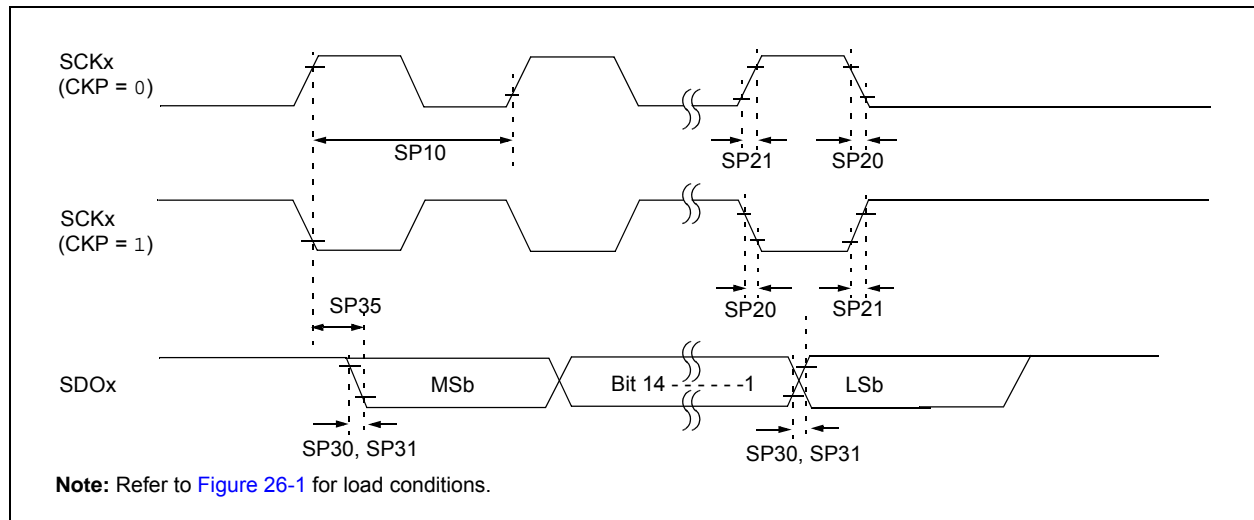 SCKx
(CKP = 0)
SP10
SP21
SP20
SCKx
(CKP = 1)
SP35
SP20
SP21
SDOx
MSb
Bit 14 - - - - - -1
LSb
SP30, SP31
SP30, SP31
Note: Refer to Figure 26-1 for load conditions.